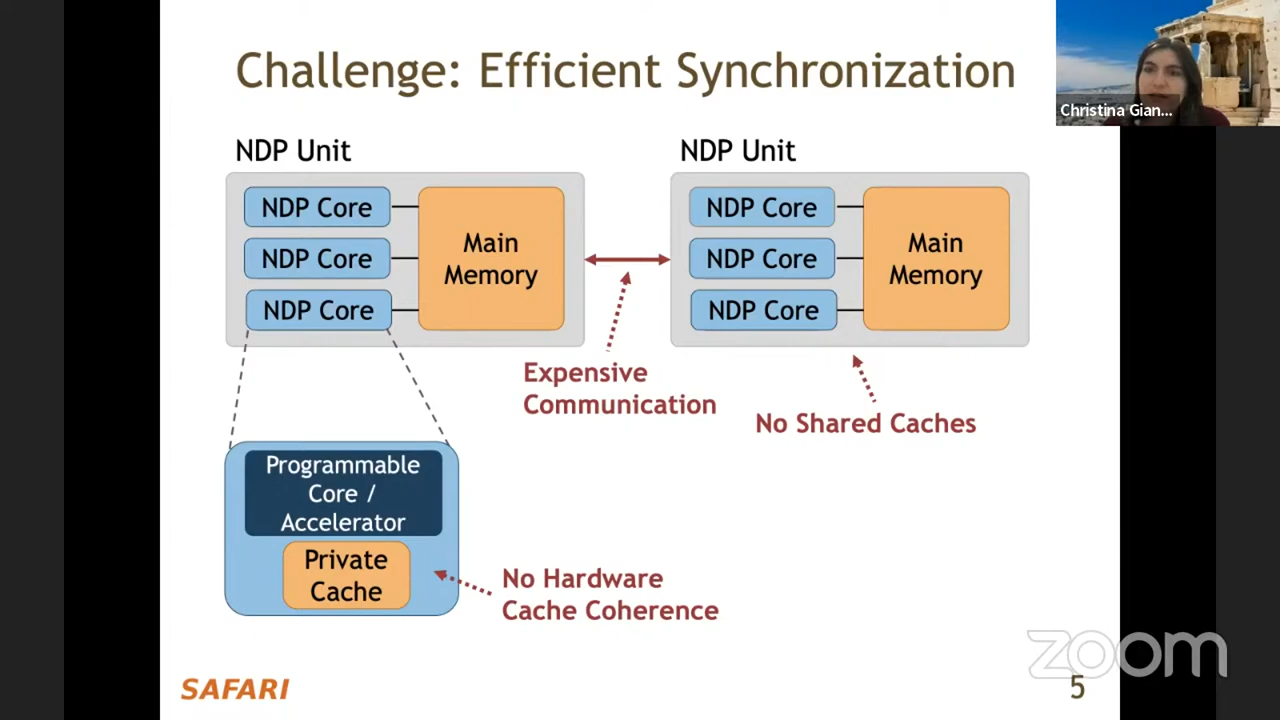 Challenge: Efficient Synchronization
Christina Gian...
NDP Unit
NDP Core
NDP Core
NDP Core
Main
Memory
NDP Unit
NDP Core
NDP Core
NDP Core
Main
Memory
Expensive
Communication
No Shared Caches
Programmable
Core /
Accelerator
Private
Cache
No Hardware
Cache Coherence
SAFARI
zoom
5